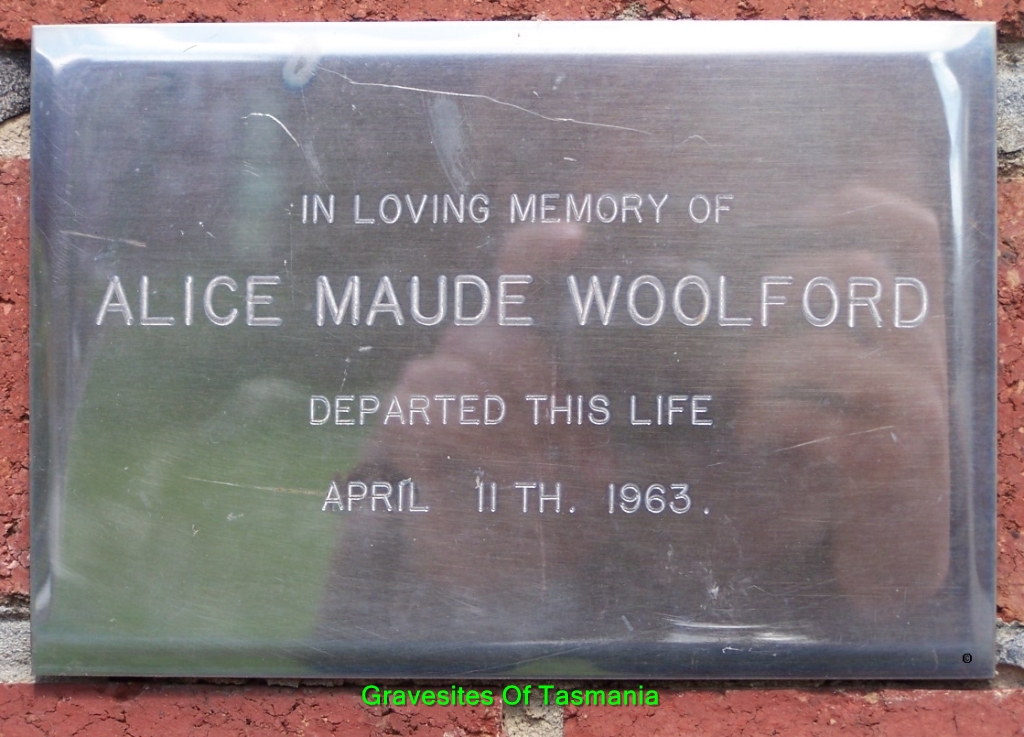 IN LOVING MEMORY OF
ALICE MAUDE WOOLFORD
DEPARTED THIS LIFE
APRIL 11 TH. 1963.
Gravesites Of Tasmania